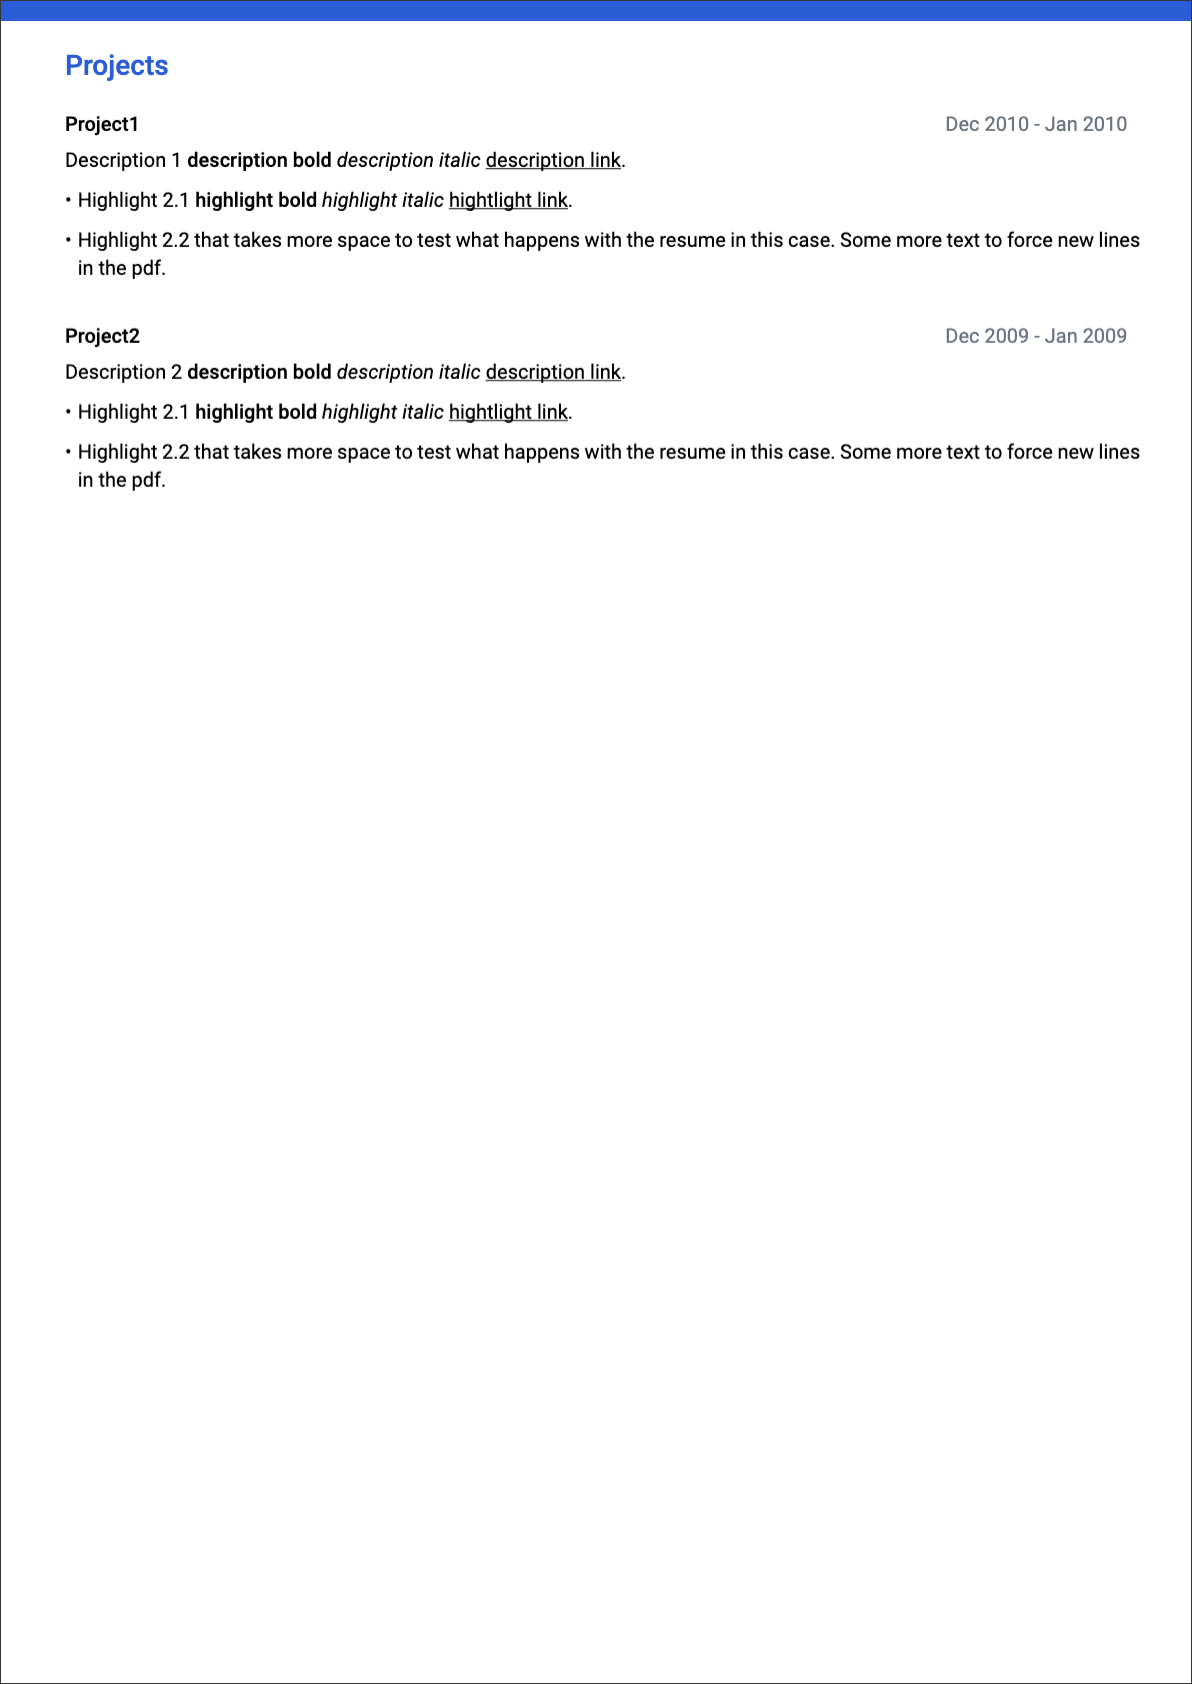 Projects
Project1 Dec 2010 - Jan 2010
Description 1 description bold description italic description link.
• Highlight 2.1 highlight bold highlight italic hightlight link.
• Highlight 2.2 that takes more space to test what happens with the resume in this case. Some more text to force new lines
in the pdf.
Project2 Dec 2009 - Jan 2009
Description 2 description bold description italic description link.
• Highlight 2.1 highlight bold highlight italic hightlight link.
• Highlight 2.2 that takes more space to test what happens with the resume in this case. Some more text to force new lines
in the pdf.